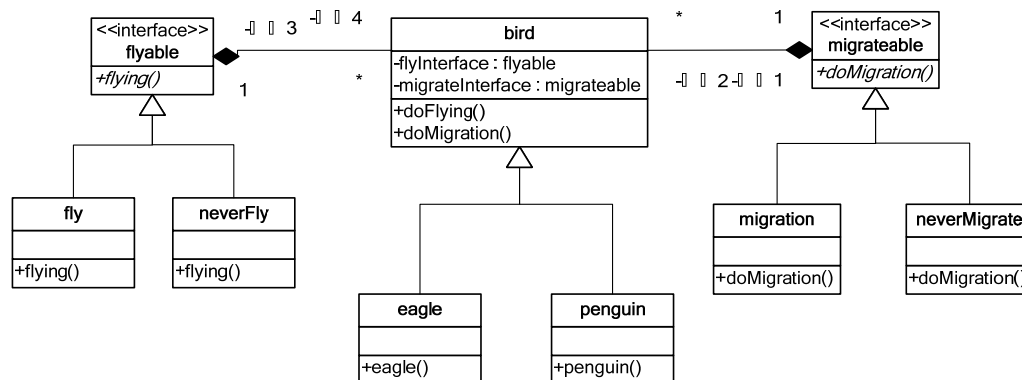 <<interface>>
flyable
+flying()
1
-▯ ▯ 3
-▯ ▯ 4
*
bird
-flyInterface : flyable
-migrateInterface : migrateable
+doFlying()
+doMigration()
*
1
-▯ ▯ 2
-▯ ▯ 1
<<interface>>
migrateable
+doMigration()
fly
+flying()
neverFly
+flying()
eagle
+eagle()
penguin
+penguin()
migration
+doMigration()
neverMigrate
+doMigration()